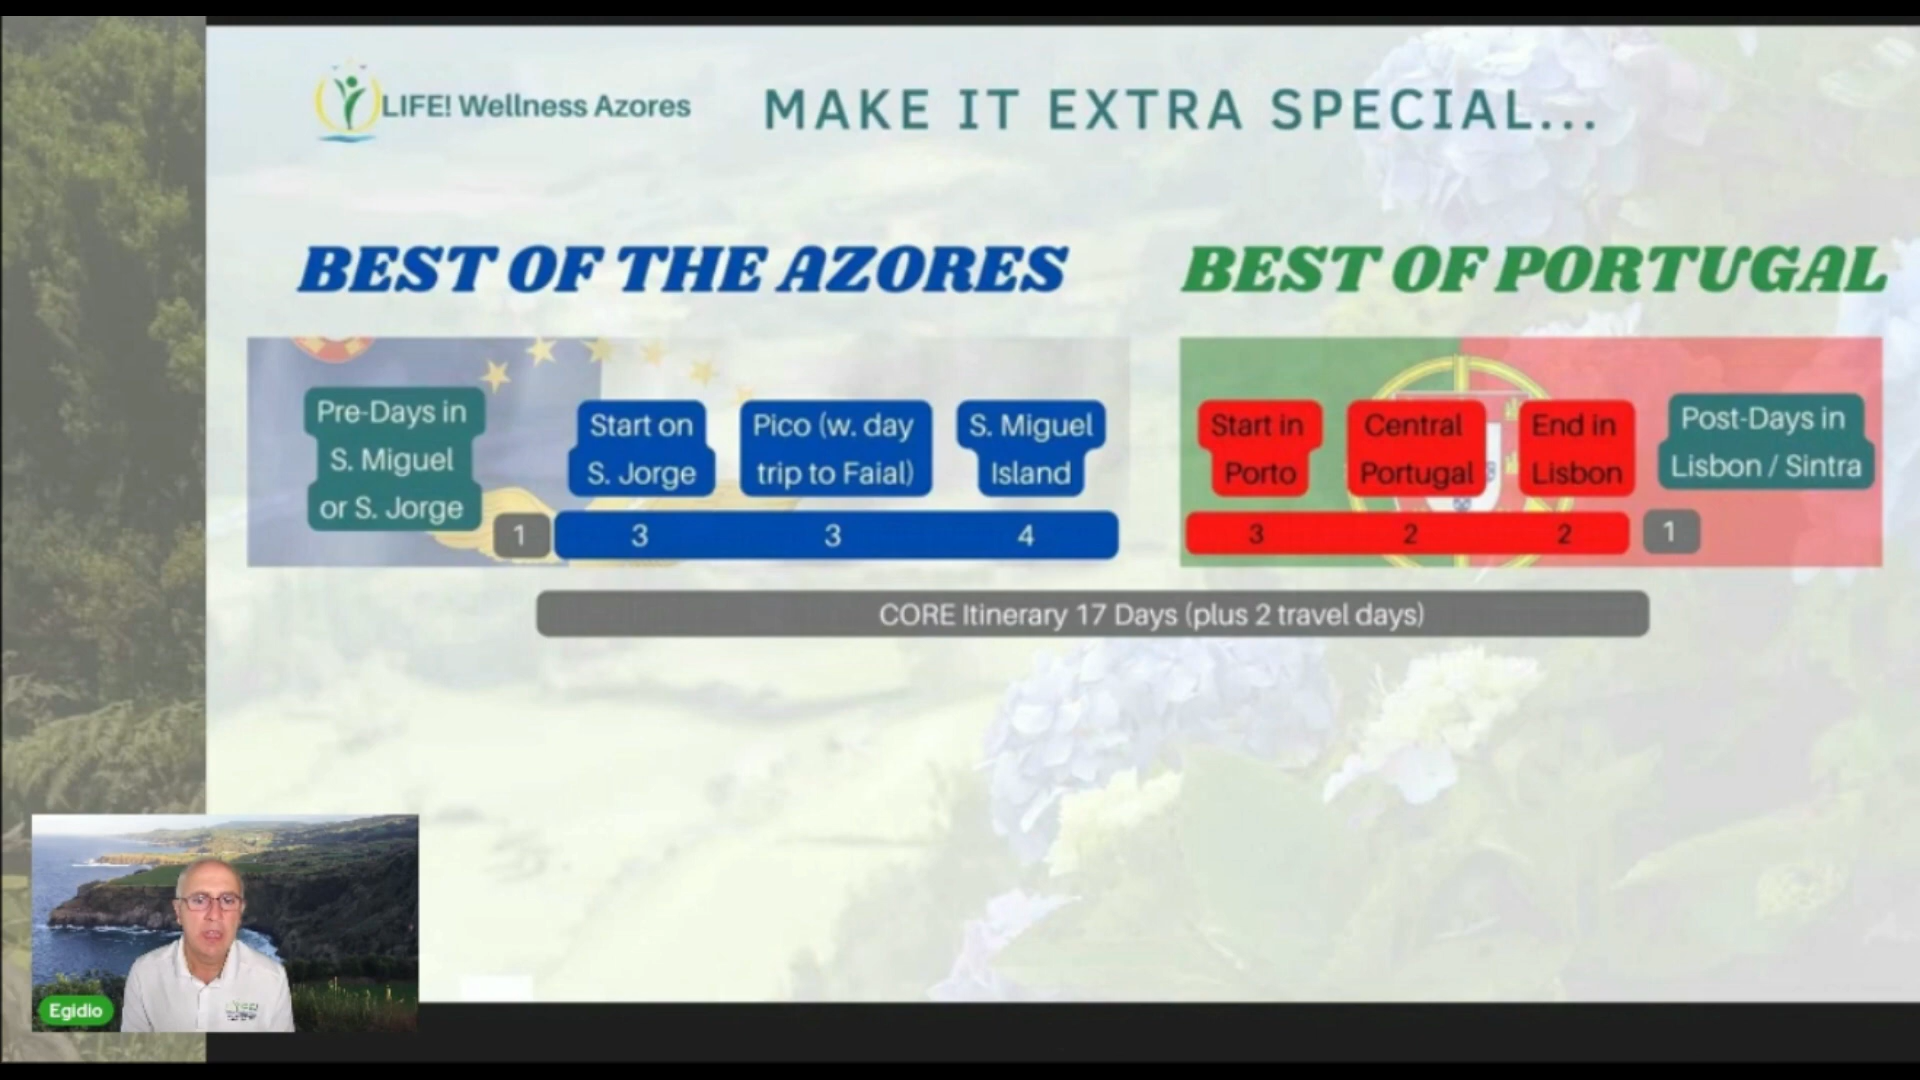 LIFE! Wellness Azores
MAKE IT EXTRA SPECIAL...
BEST OF THE AZORES
Pre-Days in
S. Miguel
or S. Jorge
1
Start on
S. Jorge
3
Pico (w. day
trip to Faial)
3
S. Miguel
Island
4
BEST OF PORTUGAL
Start in
Porto
3
Central
Portugal
2
End in
Lisbon
2
Post-Days in
Lisbon / Sintra
1
CORE Itinerary 17 Days (plus 2 travel days)
Egidio